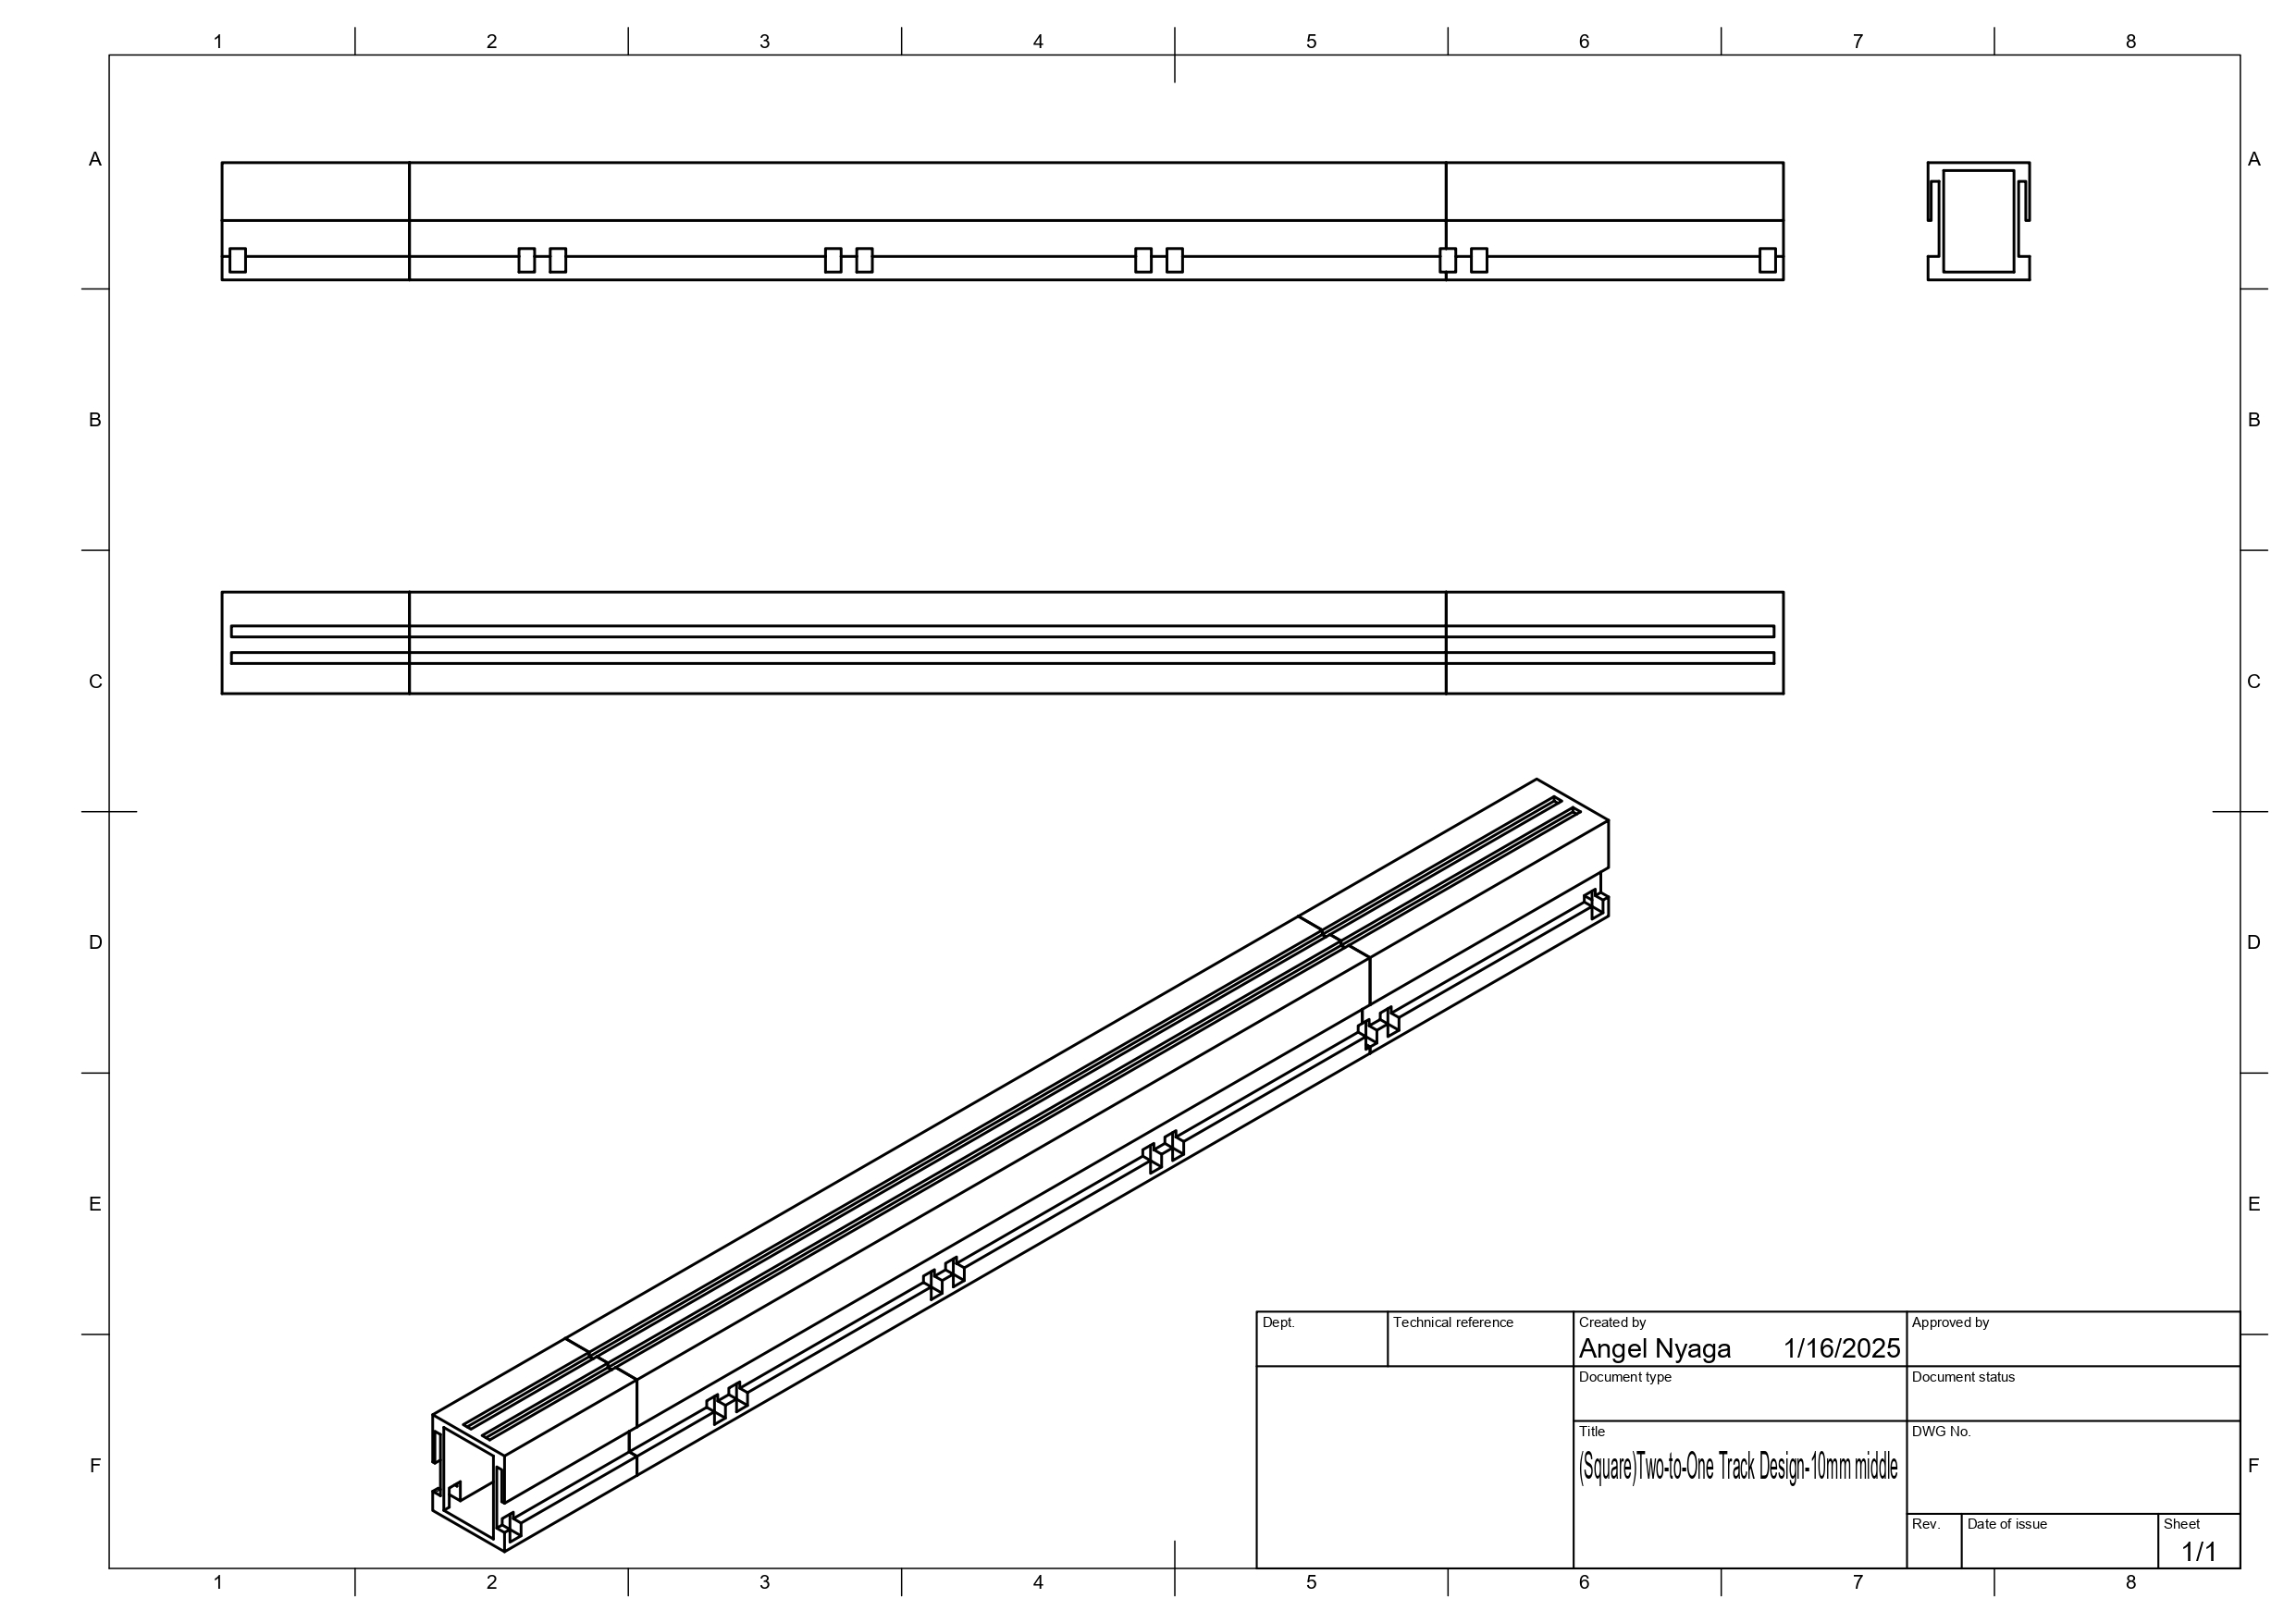 1 2 3 4 5 6 7 8
A A
B B
C C
D D
E E
F F
Dept. Technical reference Created by Approved by
Angel Nyaga 1/16/2025
Document type Document status
Title DWG No.
(Square)Two-to-One Track Design-10mm middle
Rev. Date of issue Sheet
1/1
1 2 3 4 5 6 7 8